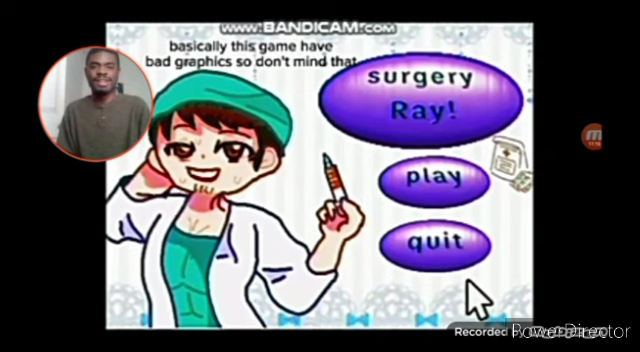 www.BANDICAM.com
basically this game have
bad graphics so don't mind that
surgery
Ray!
play
quit
Recorded
PowerDirector